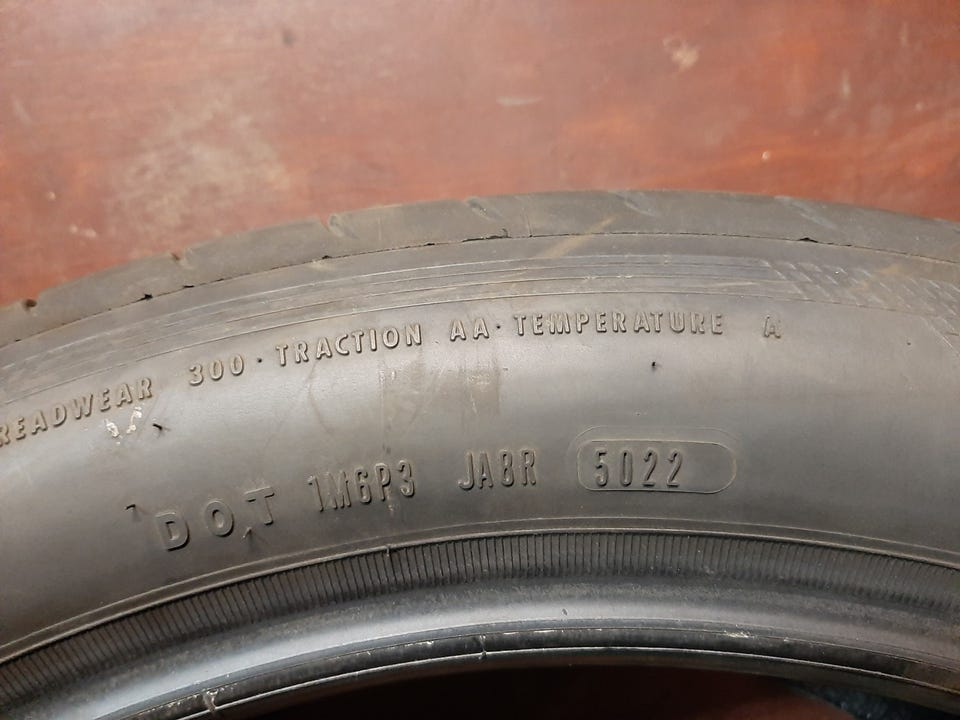 READWEAR 300 · TRACTION AA · TEMPERATURE A
DOT 1M6P3 JA8R 5022